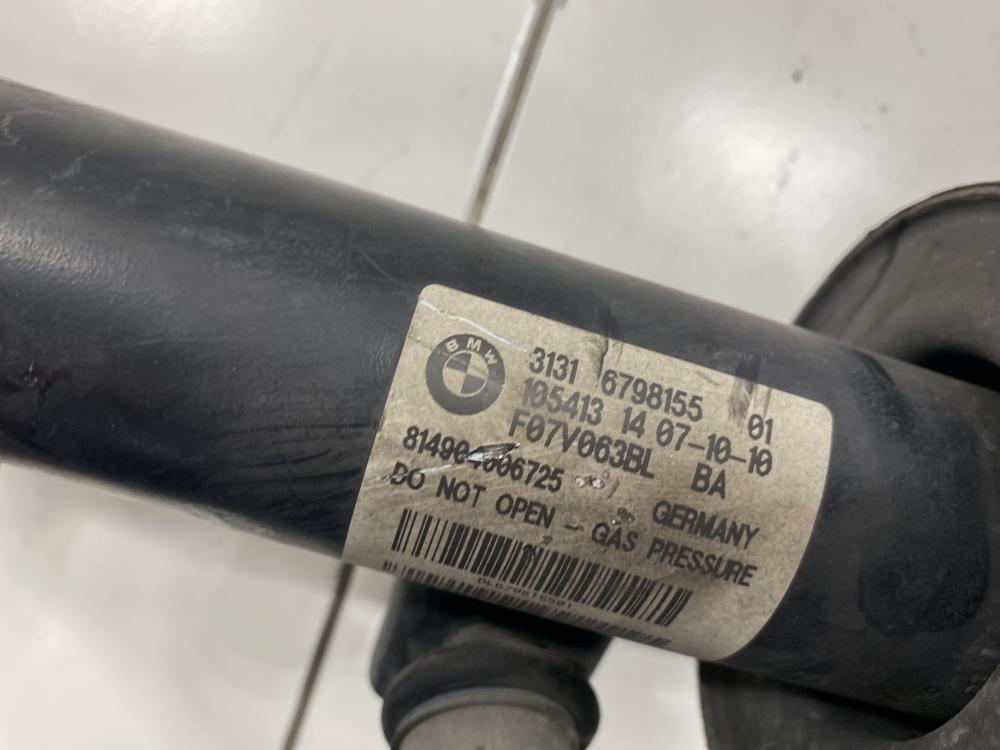 BMW
3131 6798155 01
105413 14 07-10-10
F07V063BL BA
GERMANY
DO NOT OPEN - GAS PRESSURE